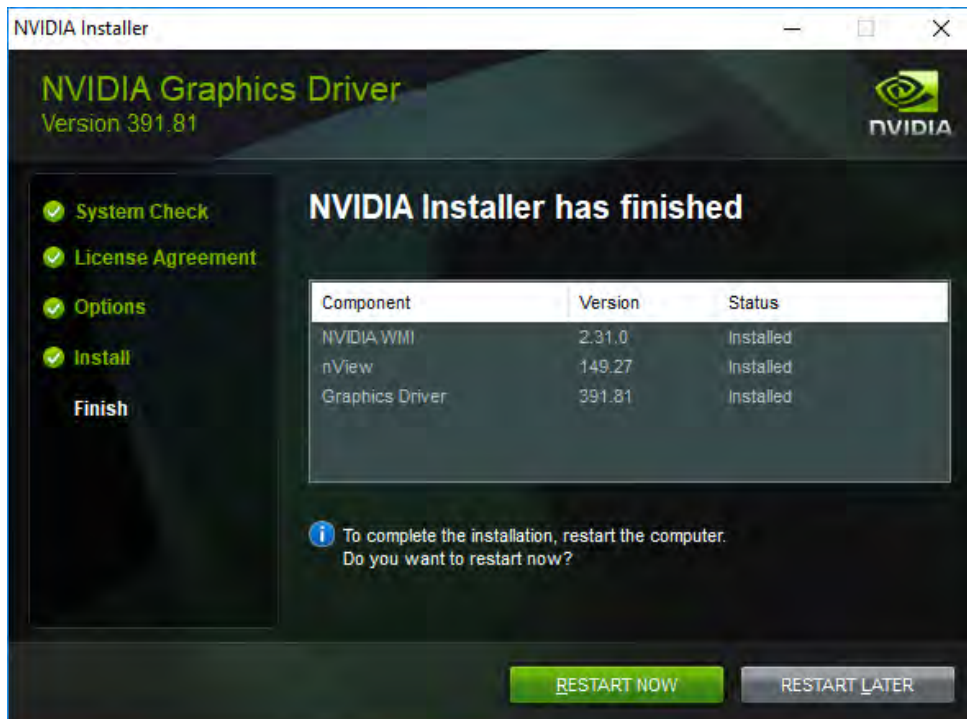 NVIDIA Installer
NVIDIA Graphics Driver
Version 391.81
NVIDIA
System Check
License Agreement
Options
Install
Finish
NVIDIA Installer has finished
Component Version Status
NVIDIA WMI 2.31.0 Installed
nView 149.27 Installed
Graphics Driver 391.81 Installed
To complete the installation, restart the computer.
Do you want to restart now?
RESTART NOW RESTART LATER